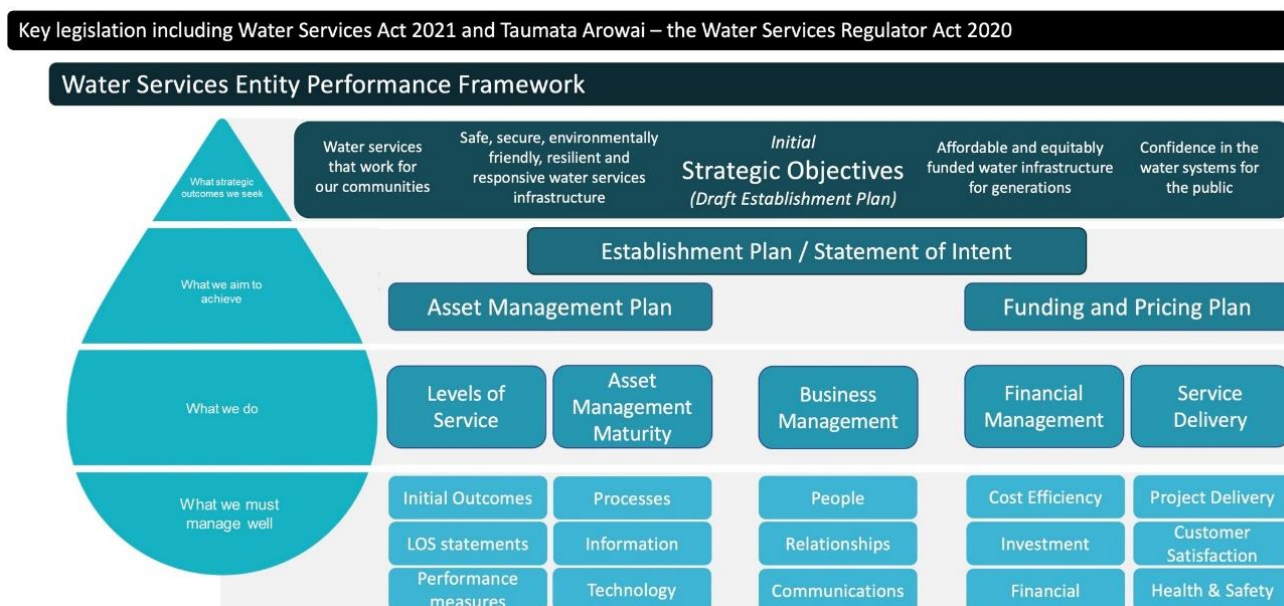 Key legislation including Water Services Act 2021 and Taumata Arowai – the Water Services Regulator Act 2020
Water Services Entity Performance Framework
What strategic
outcomes we seek
Water services
that work for
our communities
Safe, secure, environmentally
friendly, resilient and
responsive water services
infrastructure
Initial
Strategic Objectives
(Draft Establishment Plan)
Affordable and equitably
funded water infrastructure
for generations
Confidence in the
water systems for
the public
What we aim to
achieve
Establishment Plan / Statement of Intent
Asset Management Plan
Funding and Pricing Plan
What we do
Levels of
Service
Asset
Management
Maturity
Business
Management
Financial
Management
Service
Delivery
What we must
manage well
Initial Outcomes
Processes
People
Cost Efficiency
Project Delivery
LOS statements
Information
Relationships
Investment
Customer
Satisfaction
Performance
measures
Technology
Communications
Financial
Health & Safety